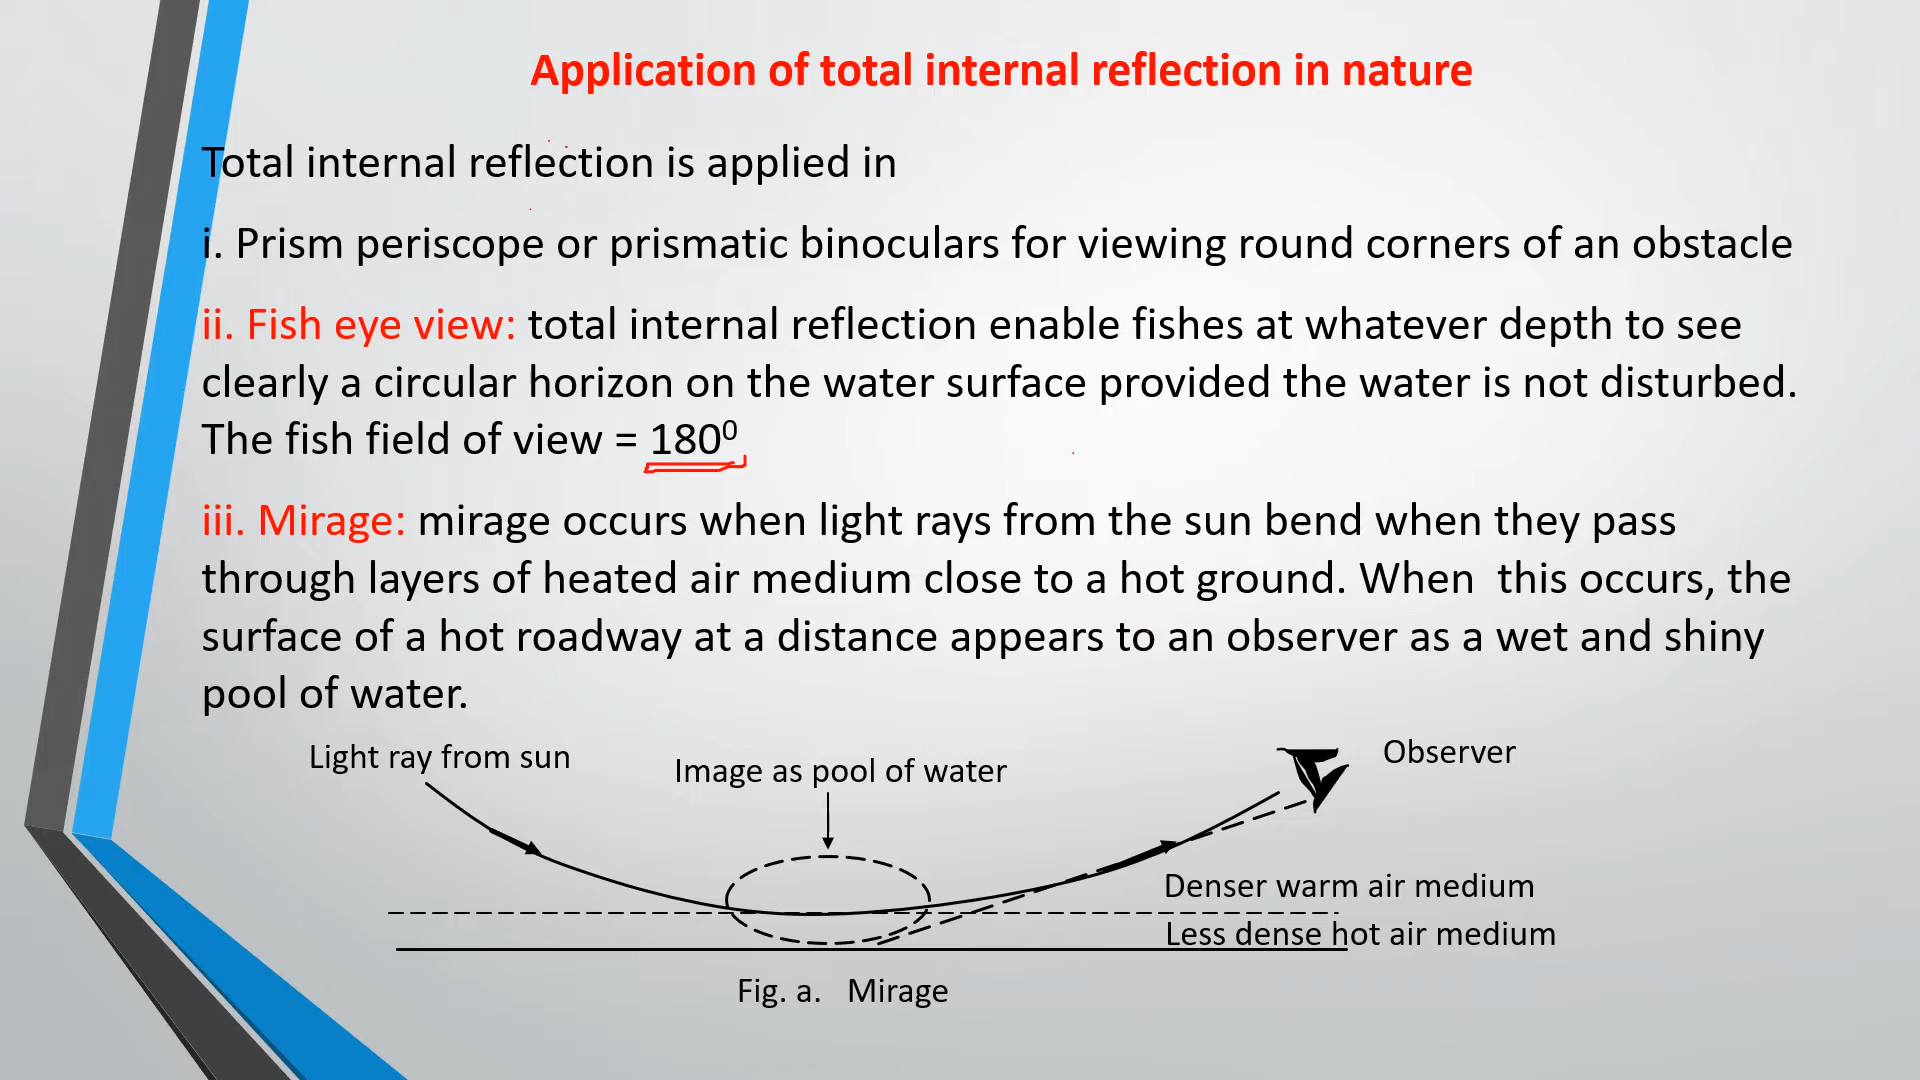 Application of total internal reflection in nature
Total internal reflection is applied in
i. Prism periscope or prismatic binoculars for viewing round corners of an obstacle
ii. Fish eye view: total internal reflection enable fishes at whatever depth to see
clearly a circular horizon on the water surface provided the water is not disturbed.
The fish field of view = 180⁰
iii. Mirage: mirage occurs when light rays from the sun bend when they pass
through layers of heated air medium close to a hot ground. When  this occurs, the
surface of a hot roadway at a distance appears to an observer as a wet and shiny
pool of water.
Light ray from sun
Image as pool of water
Observer
Denser warm air medium
Less dense hot air medium
Fig. a.   Mirage